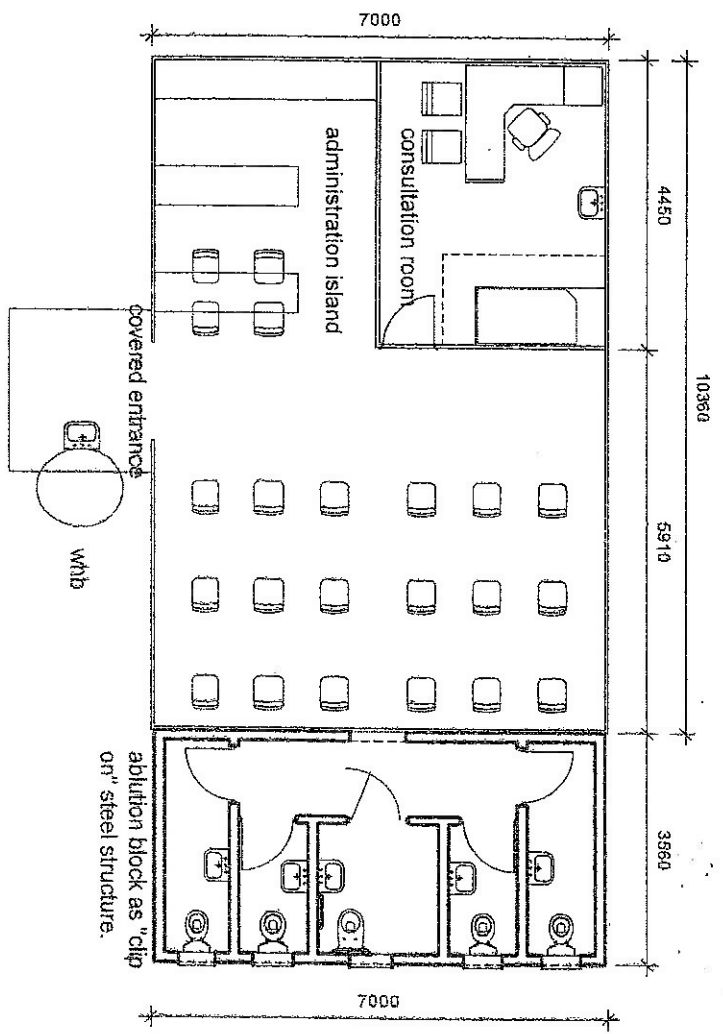 7000
10360
4450
5910
3560
consultation room
administration island
covered entrance
whb
ablution block as "clip
on" steel structure.
7000